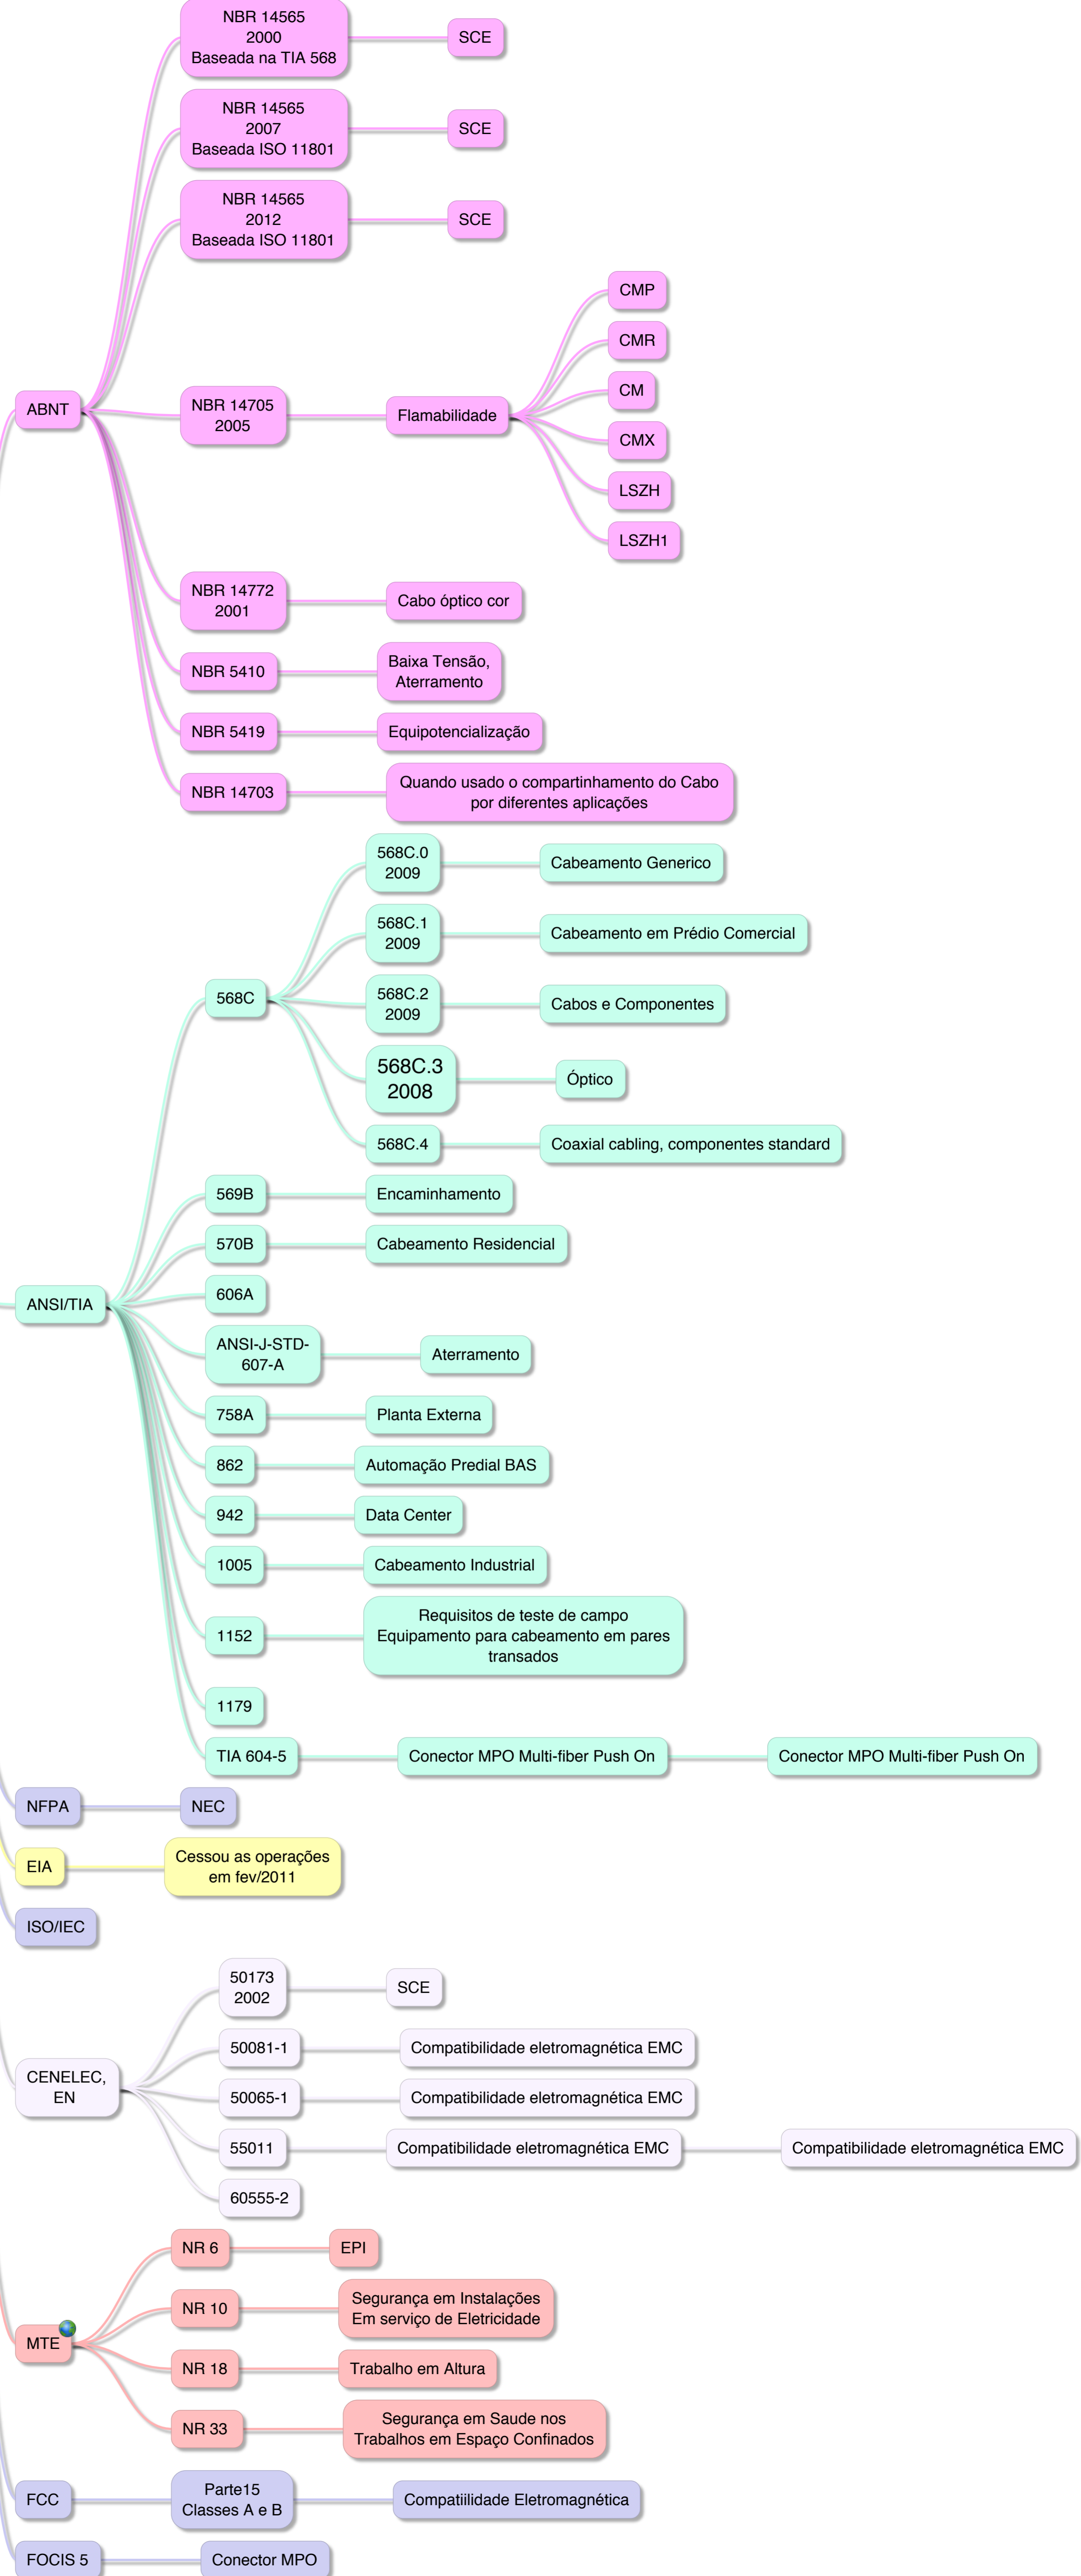 NBR 14565
2000
Baseada na TIA 568
SCE
NBR 14565
2007
Baseada ISO 11801
SCE
NBR 14565
2012
Baseada ISO 11801
SCE
ABNT
NBR 14705
2005
Flamabilidade
CMP
CMR
CM
CMX
LSZH
LSZH1
NBR 14772
2001
Cabo óptico cor
NBR 5410
Baixa Tensão,
Aterramento
NBR 5419
Equipotencialização
NBR 14703
Quando usado o compartinhamento do Cabo
por diferentes aplicações
ANSI/TIA
568C
568C.0
2009
Cabeamento Generico
568C.1
2009
Cabeamento em Prédio Comercial
568C.2
2009
Cabos e Componentes
568C.3
2008
Óptico
568C.4
Coaxial cabling, componentes standard
569B
Encaminhamento
570B
Cabeamento Residencial
606A
ANSI-J-STD-
607-A
Aterramento
758A
Planta Externa
862
Automação Predial BAS
942
Data Center
1005
Cabeamento Industrial
1152
Requisitos de teste de campo
Equipamento para cabeamento em pares
transados
1179
TIA 604-5
Conector MPO Multi-fiber Push On
Conector MPO Multi-fiber Push On
NFPA
NEC
EIA
Cessou as operações
em fev/2011
ISO/IEC
CENELEC,
EN
50173
2002
SCE
50081-1
Compatibilidade eletromagnética EMC
50065-1
Compatibilidade eletromagnética EMC
55011
Compatibilidade eletromagnética EMC
Compatibilidade eletromagnética EMC
60555-2
MTE
NR 6
EPI
NR 10
Segurança em Instalações
Em serviço de Eletricidade
NR 18
Trabalho em Altura
NR 33
Segurança em Saude nos
Trabalhos em Espaço Confinados
FCC
Parte15
Classes A e B
Compatiilidade Eletromagnética
FOCIS 5
Conector MPO